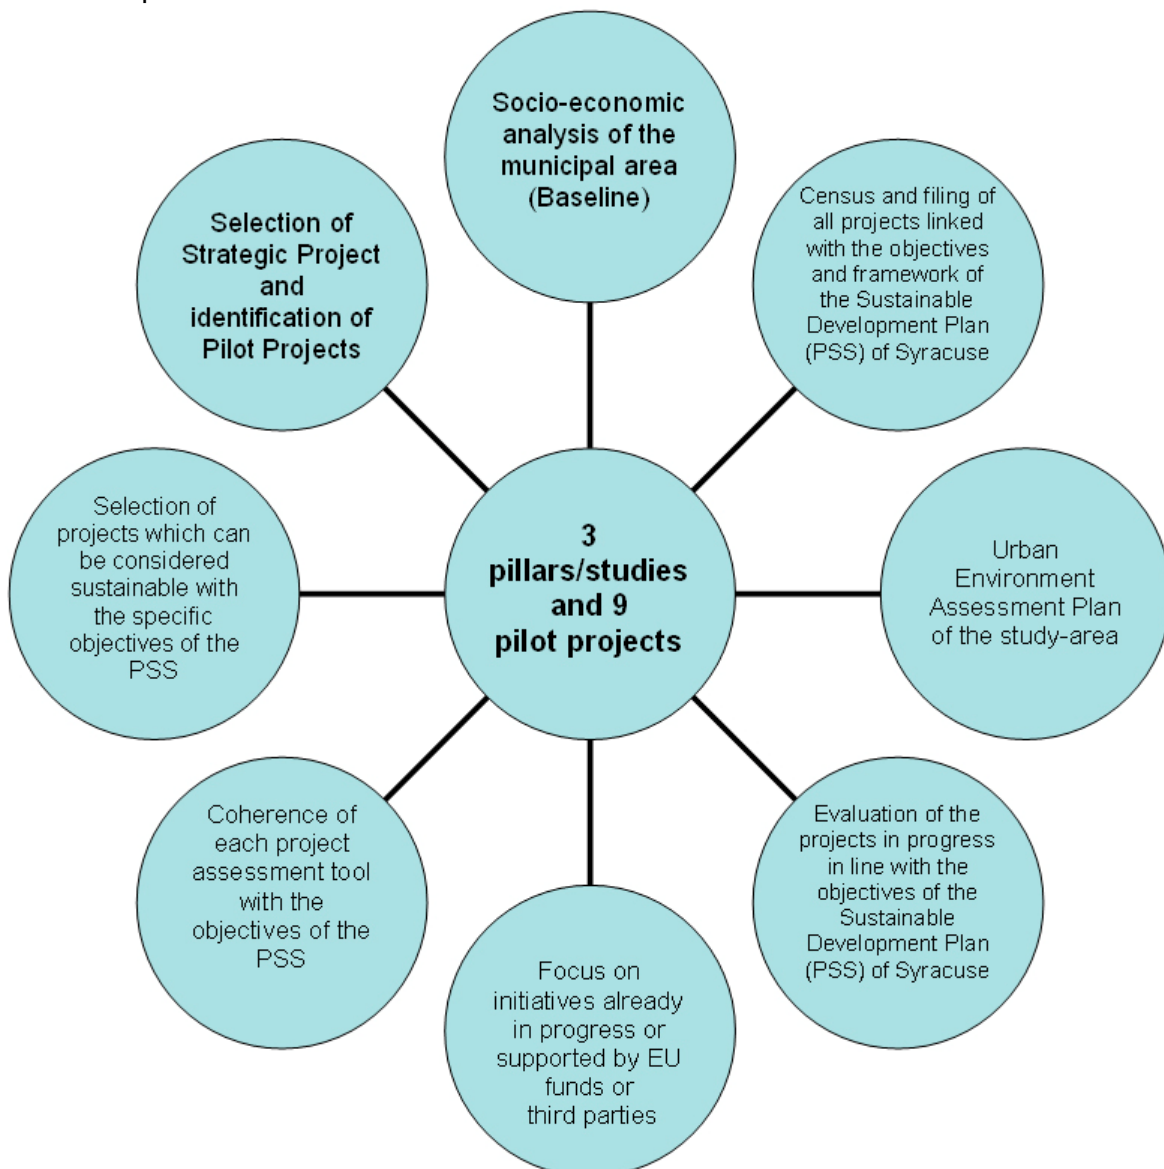 Socio-economic
analysis of the
municipal area
(Baseline)
Census and filing of
all projects linked
with the objectives
and framework of
the Sustainable
Development Plan
(PSS) of Syracuse
Urban
Environment
Assessment Plan
of the study-area
Evaluation of the
projects in progress
in line with the
objectives of the
Sustainable
Development Plan
(PSS) of Syracuse
Focus on
initiatives already
in progress or
supported by EU
funds or
third parties
Coherence of
each project
assessment tool
with the
objectives of the
PSS
Selection of
projects which can
be considered
sustainable with
the specific
objectives of the
PSS
Selection of
Strategic Project
and
identification of
Pilot Projects
3
pillars/studies
and 9
pilot projects